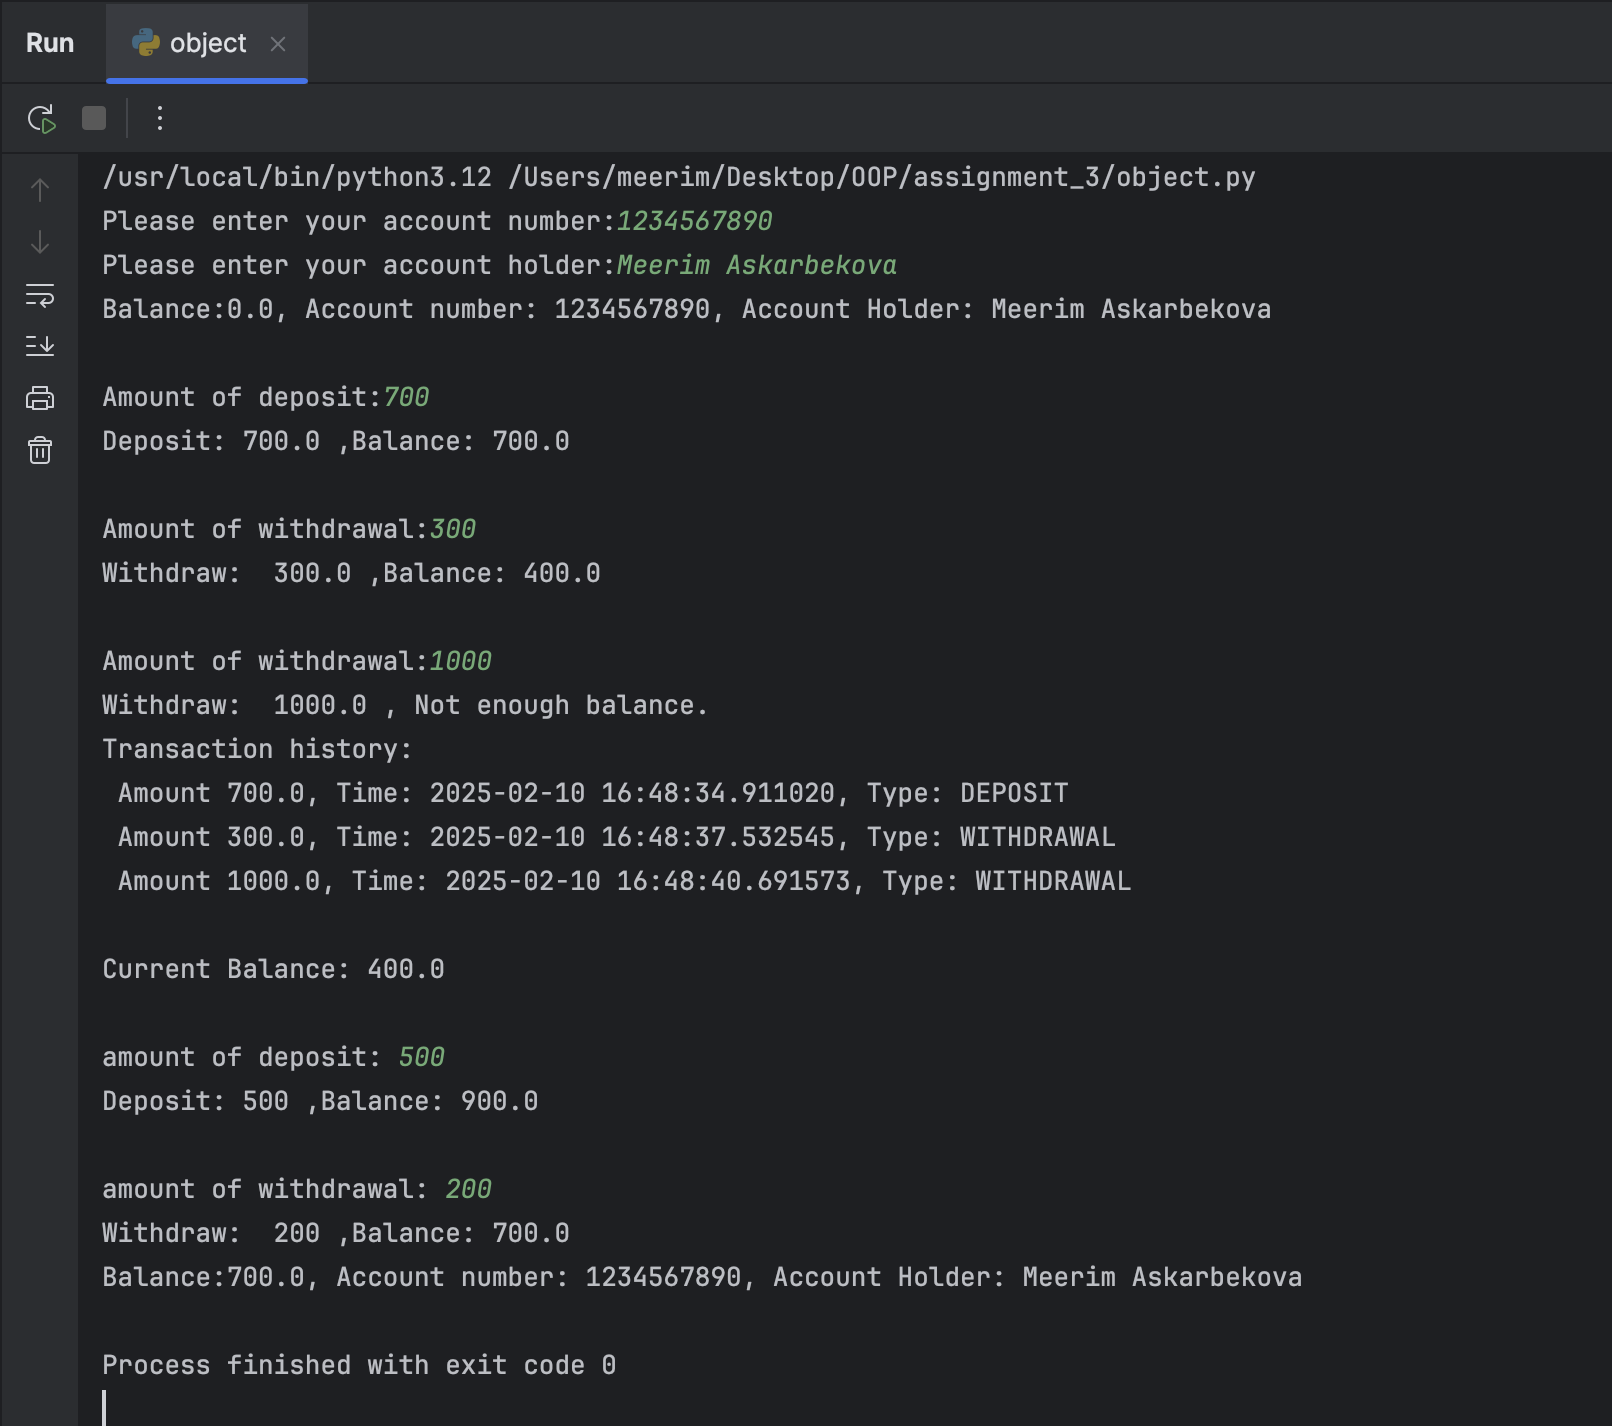 Run object
/usr/local/bin/python3.12 /Users/meerim/Desktop/OOP/assignment_3/object.py
Please enter your account number:1234567890
Please enter your account holder:Meerim Askarbekova
Balance:0.0, Account number: 1234567890, Account Holder: Meerim Askarbekova
Amount of deposit:700
Deposit: 700.0 ,Balance: 700.0
Amount of withdrawal:300
Withdraw:  300.0 ,Balance: 400.0
Amount of withdrawal:1000
Withdraw:  1000.0 , Not enough balance.
Transaction history:
 Amount 700.0, Time: 2025-02-10 16:48:34.911020, Type: DEPOSIT
 Amount 300.0, Time: 2025-02-10 16:48:37.532545, Type: WITHDRAWAL
 Amount 1000.0, Time: 2025-02-10 16:48:40.691573, Type: WITHDRAWAL
Current Balance: 400.0
amount of deposit: 500
Deposit: 500 ,Balance: 900.0
amount of withdrawal: 200
Withdraw:  200 ,Balance: 700.0
Balance:700.0, Account number: 1234567890, Account Holder: Meerim Askarbekova
Process finished with exit code 0